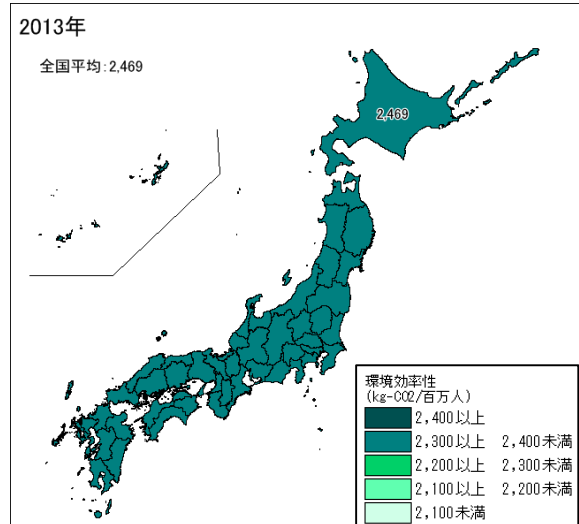 2013年
全国平均:2,469
2,469
環境効率性
(kg-CO2/百万人)
2,400以上
2,300以上 2,400未満
2,200以上 2,300未満
2,100以上 2,200未満
2,100未満